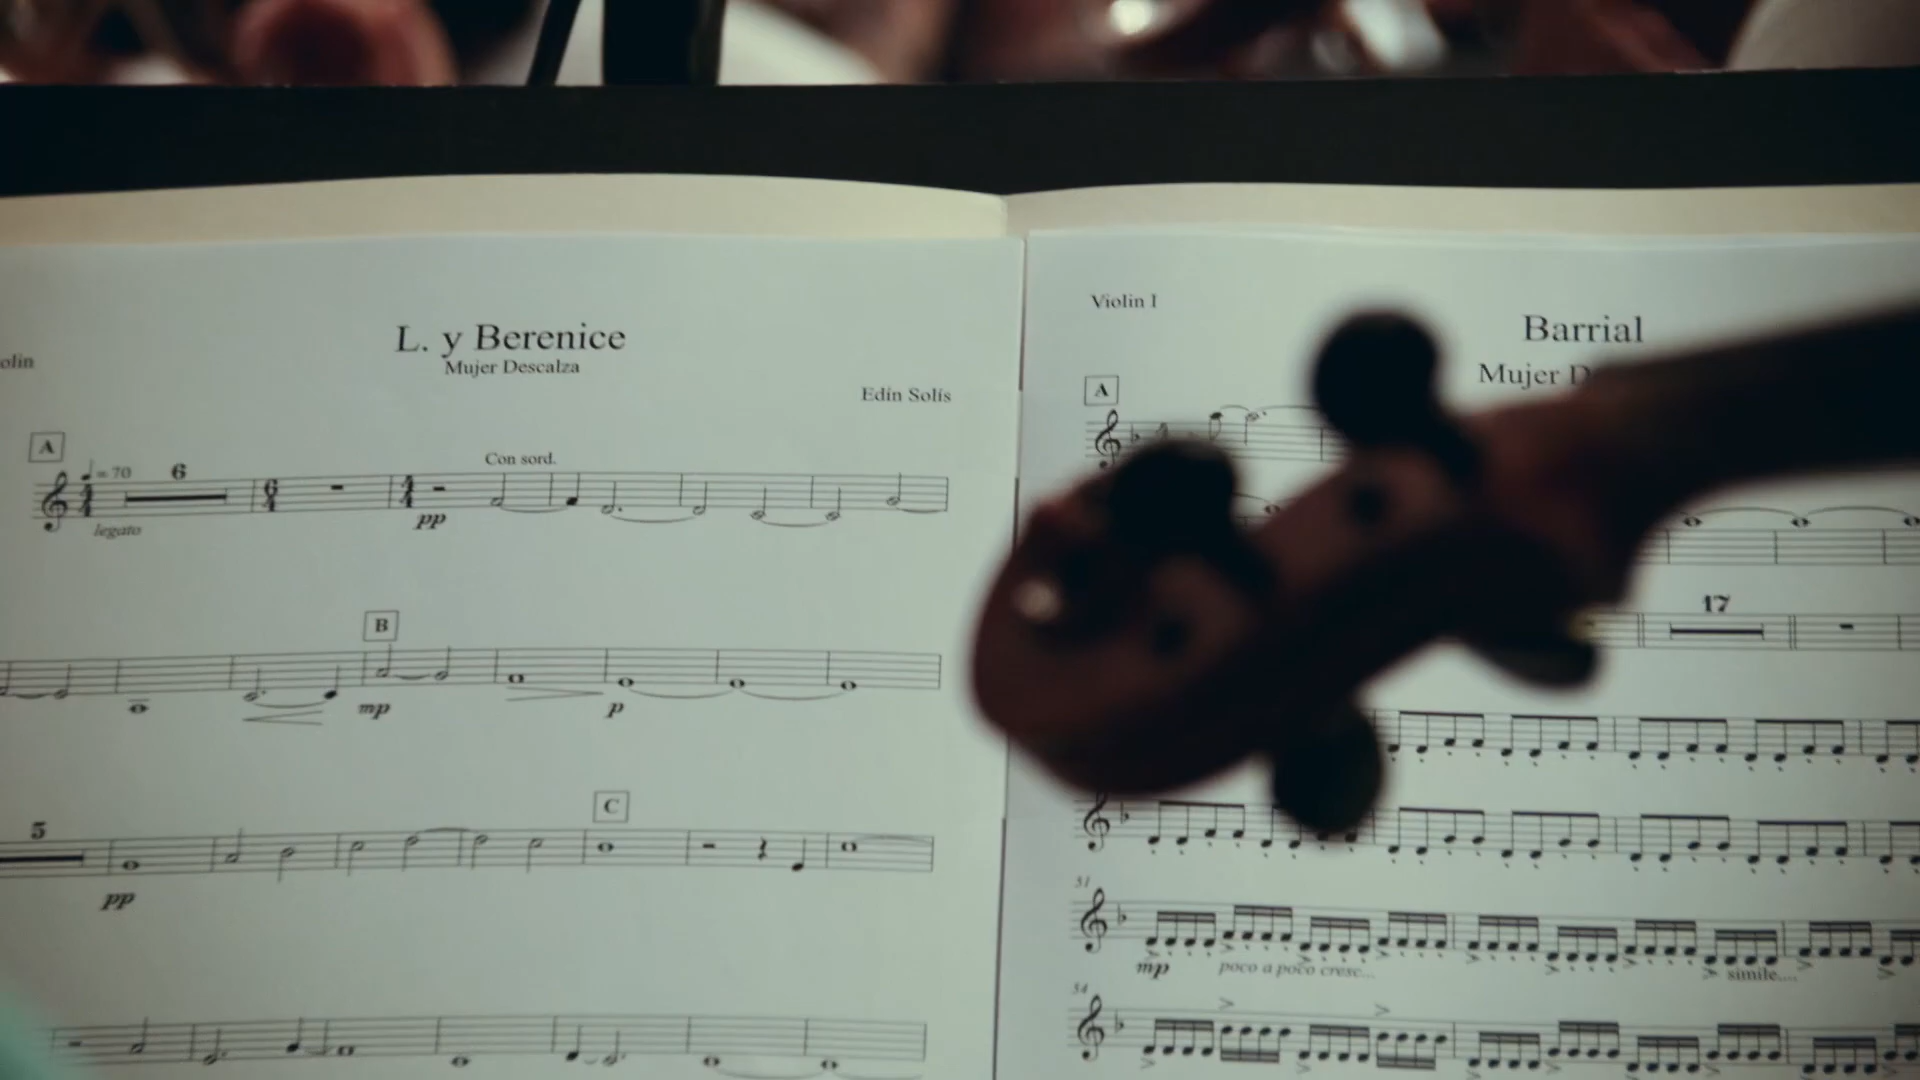 L. y Berenice
Mujer Descalza
Edín Solís
A
= 70
6
Con sord.
legato
pp
B
mp
p
5
C
pp
Violin I
Barrial
Mujer
A
17
51
mp
poco a poco cresc...
simile....
54